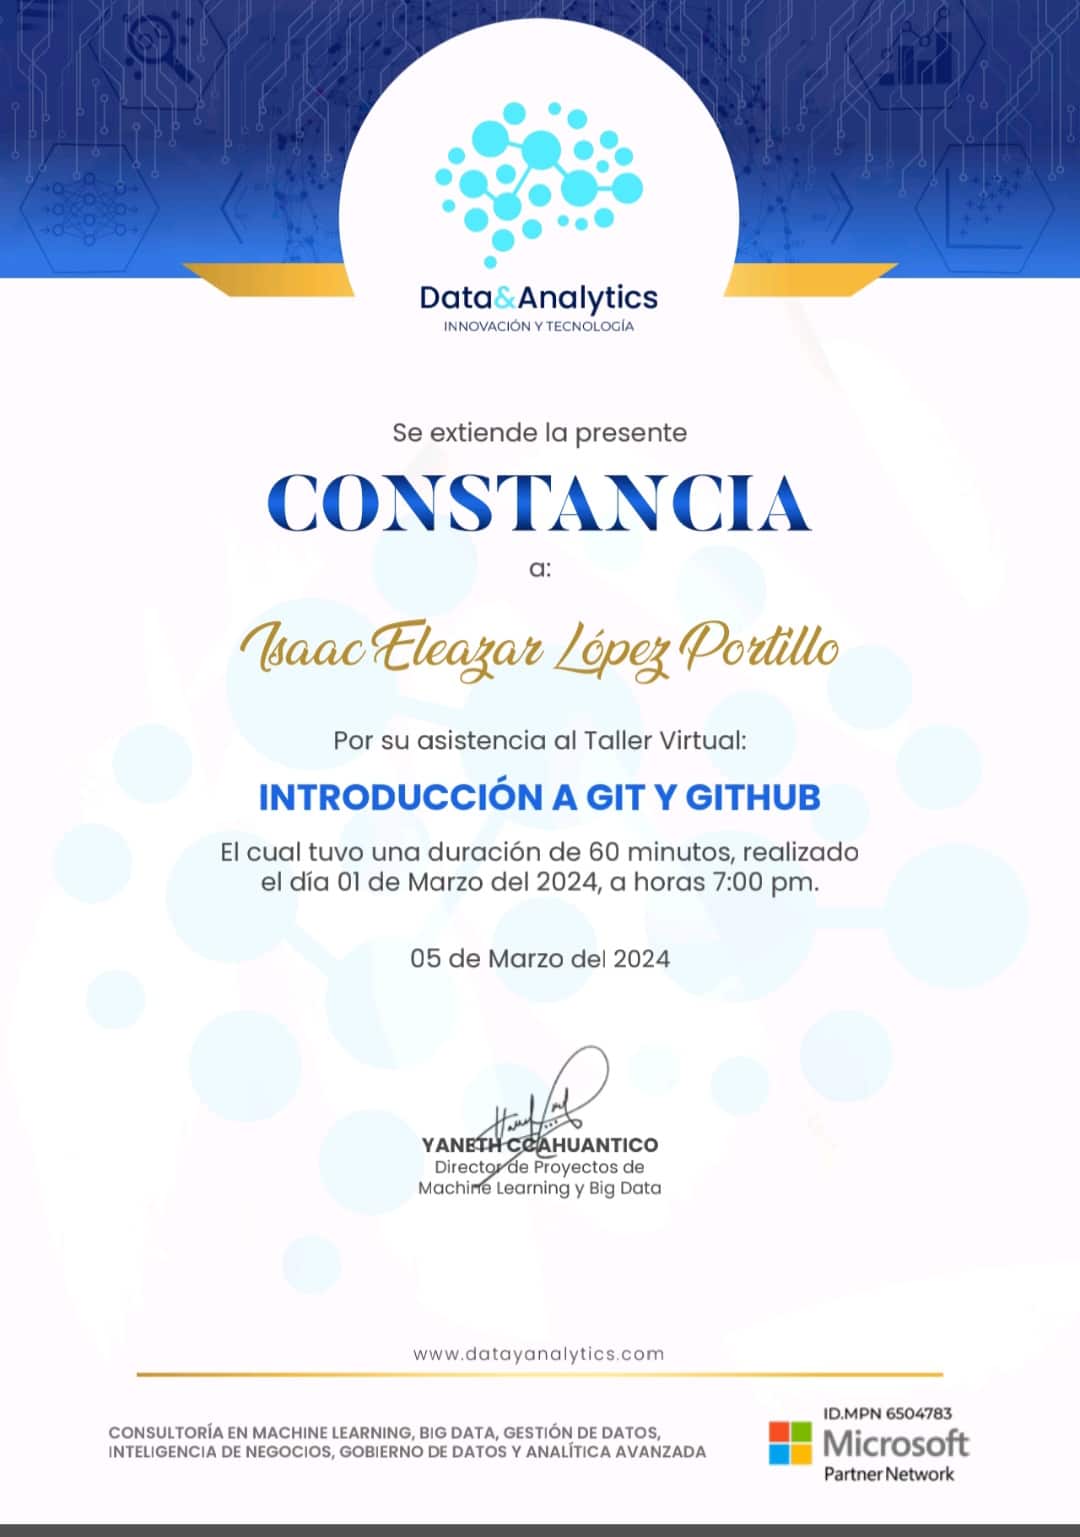 Data&Analytics
INNOVACIÓN Y TECNOLOGÍA
Se extiende la presente
CONSTANCIA
a:
Isaac Eleazar López Portillo
Por su asistencia al Taller Virtual:
INTRODUCCIÓN A GIT Y GITHUB
El cual tuvo una duración de 60 minutos, realizado
el día 01 de Marzo del 2024, a horas 7:00 pm.
05 de Marzo del 2024
YANETH CCAHUANTICO
Director de Proyectos de
Machine Learning y Big Data
www.datayanalytics.com
CONSULTORÍA EN MACHINE LEARNING, BIG DATA, GESTIÓN DE DATOS,
INTELIGENCIA DE NEGOCIOS, GOBIERNO DE DATOS Y ANALÍTICA AVANZADA
ID.MPN 6504783
Microsoft
Partner Network